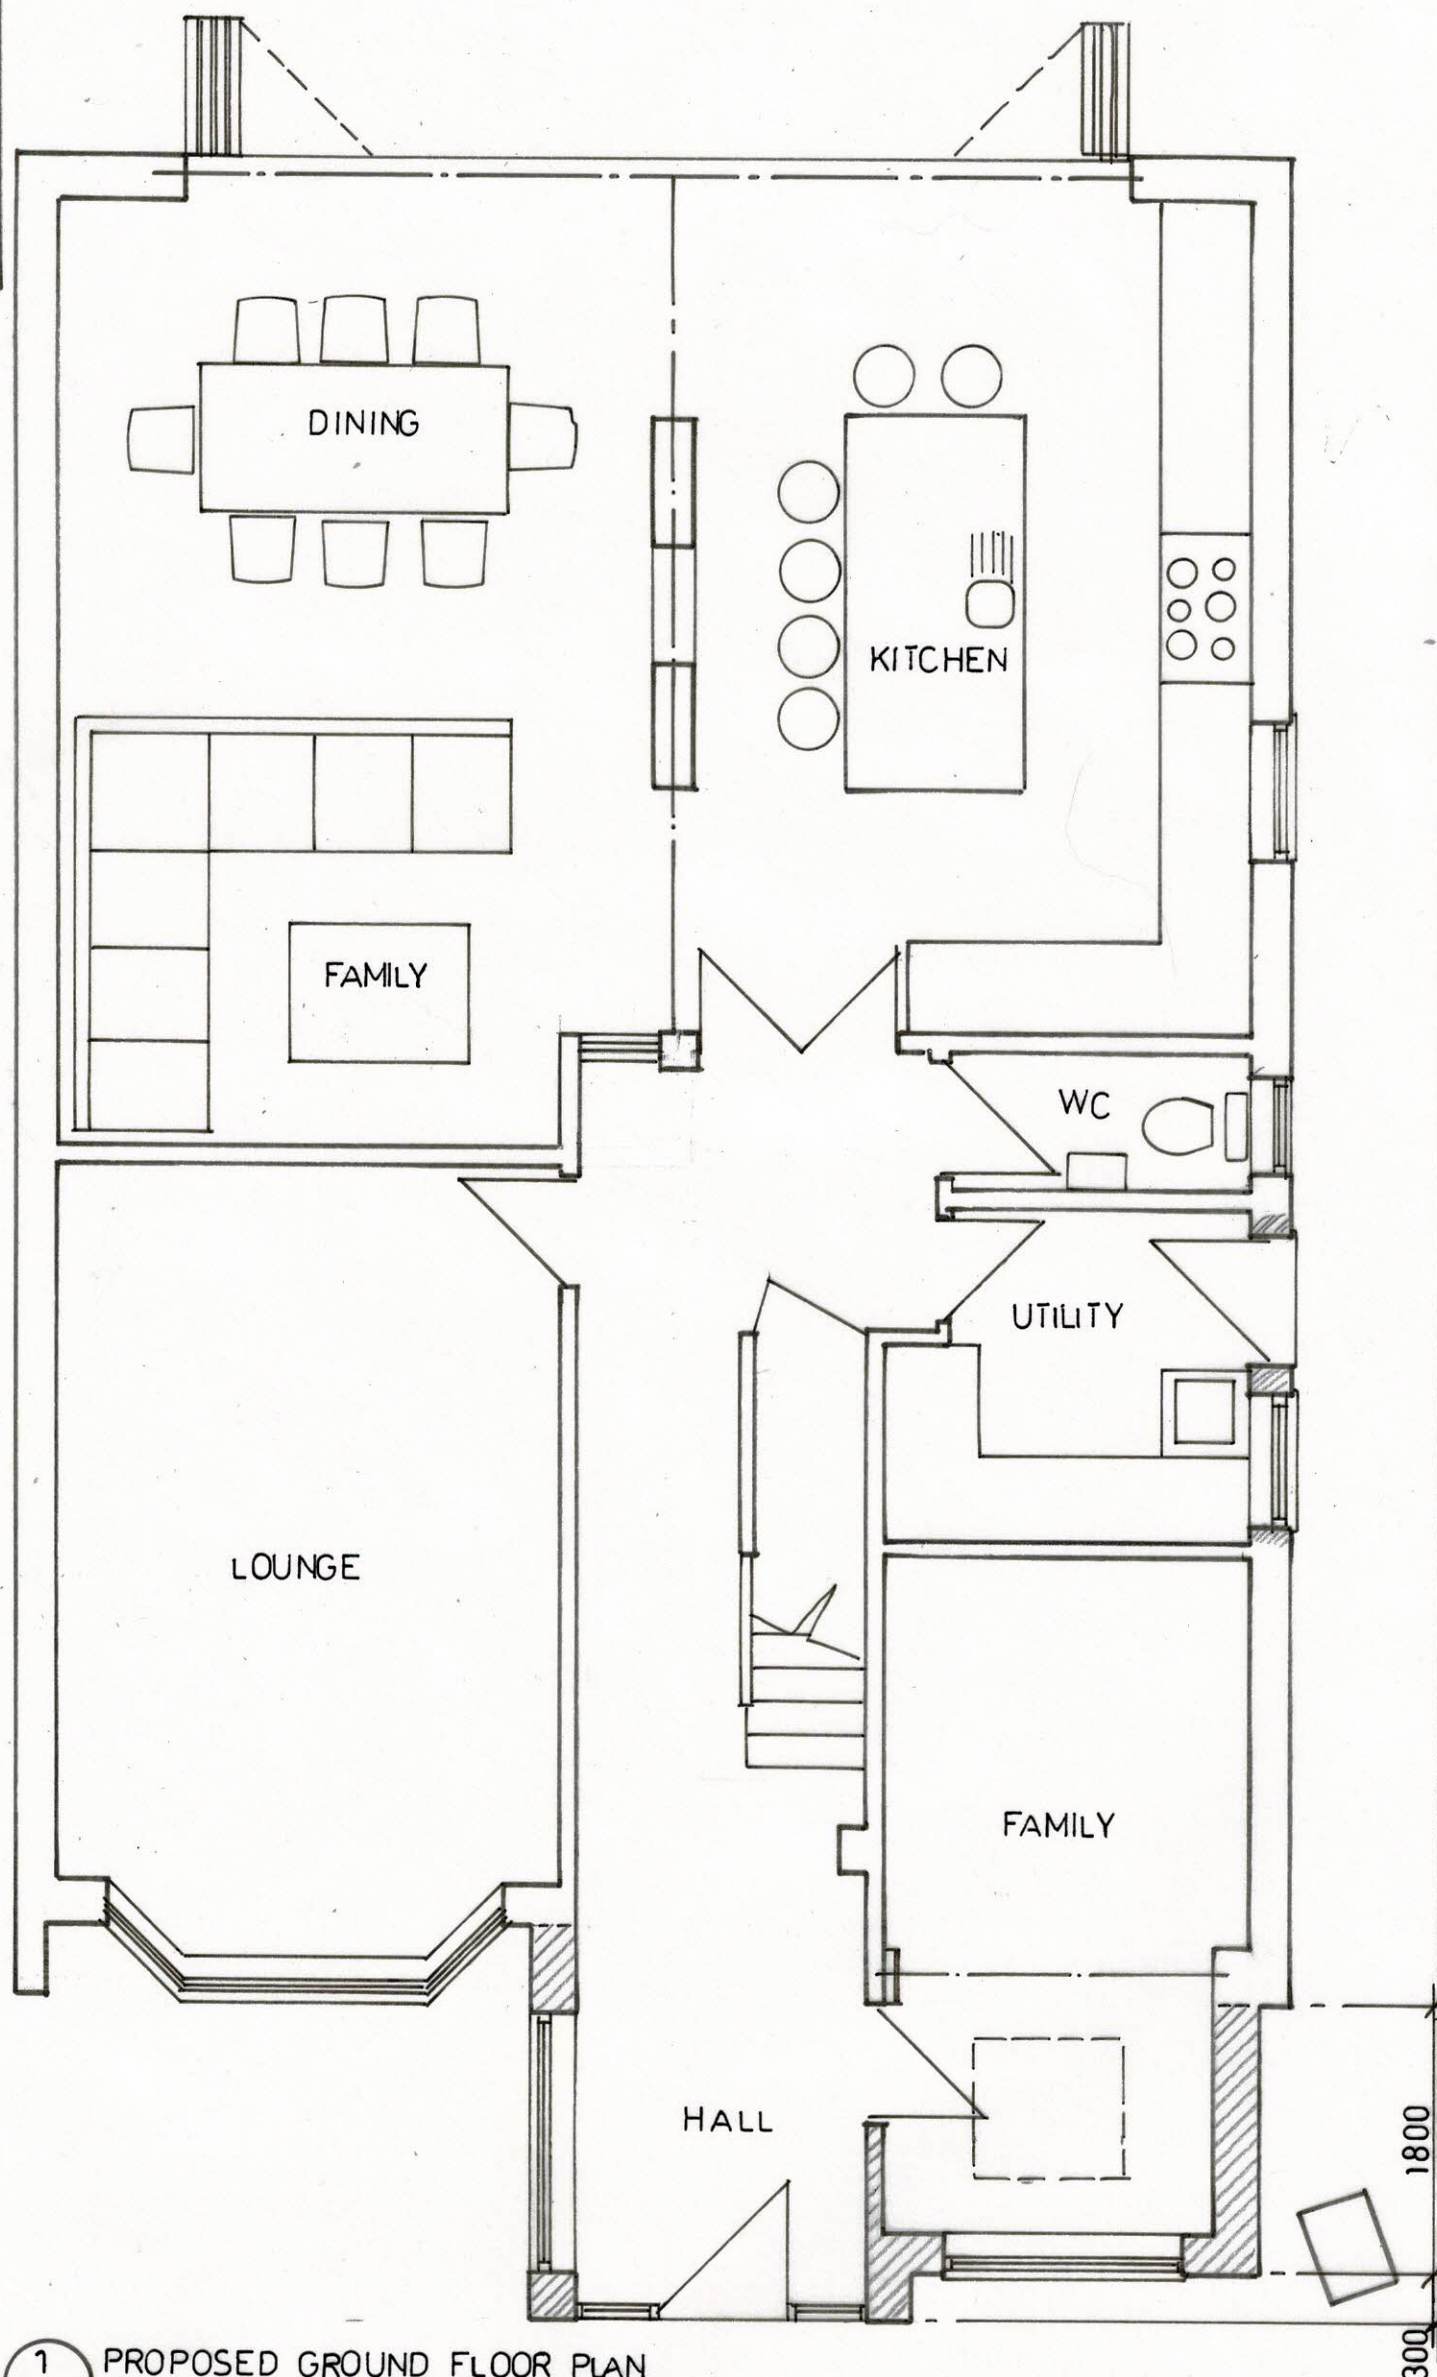 DINING
KITCHEN
FAMILY
WC
UTILITY
LOUNGE
FAMILY
HALL
1800
300
1 PROPOSED GROUND FLOOR PLAN